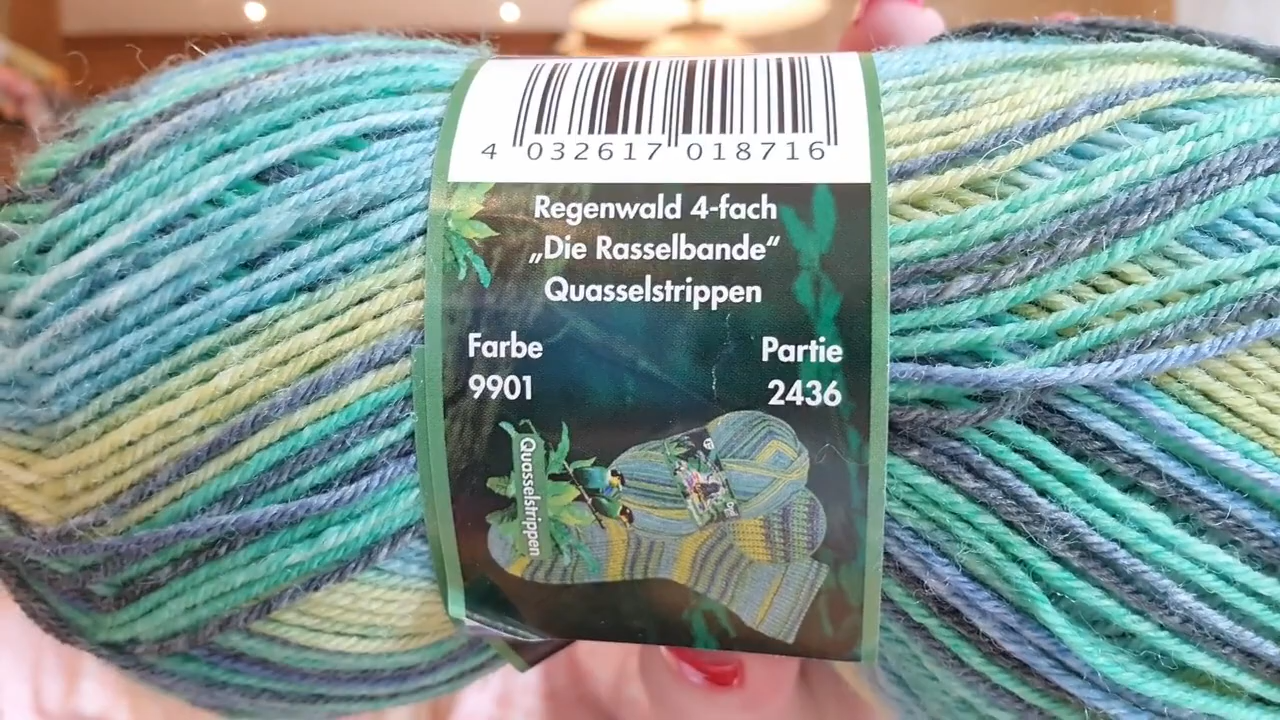 4 032617 018716
Regenwald 4-fach
„Die Rasselbande“
Quasselstrippen
Farbe Partie
9901 2436
Quasselstrippen